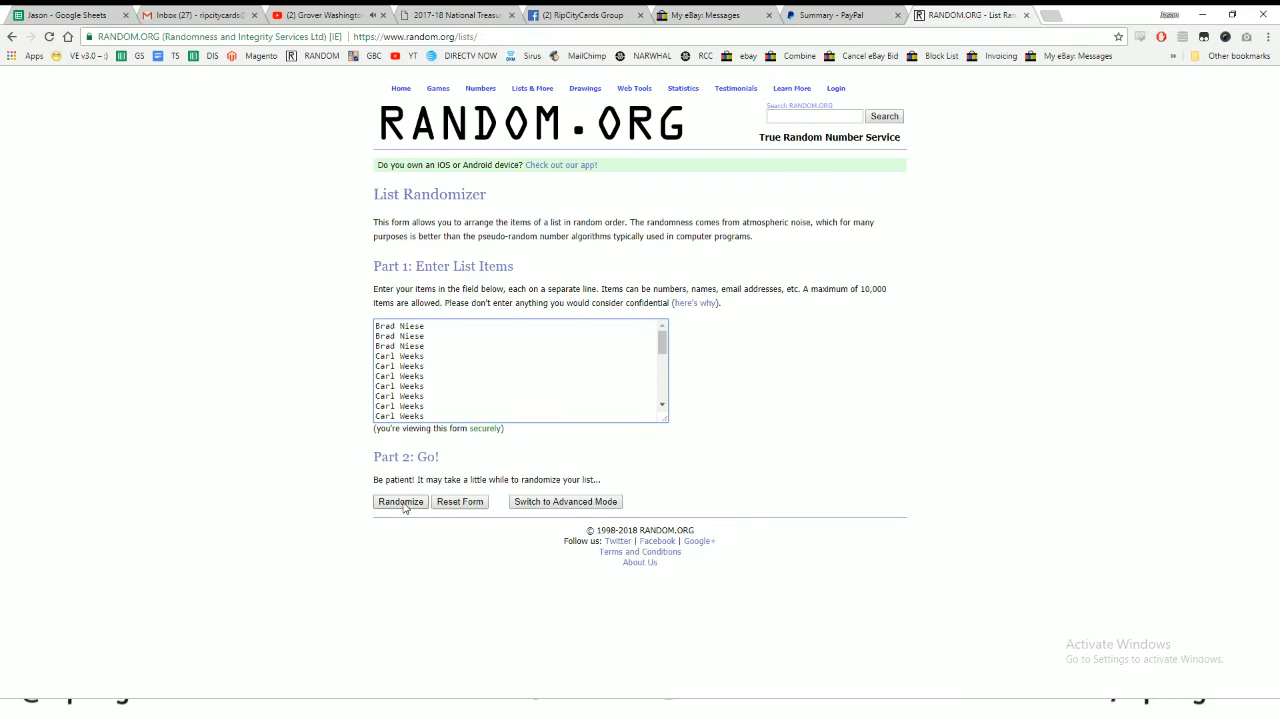 Jason - Google Sheets
Inbox (27) - ripcitycards@
(2) Grover Washington
2017-18 National Treasu
(2) RipCityCards Group
My eBay: Messages
Summary - PayPal
RANDOM.ORG - List Ran
Jason
RANDOM.ORG (Randomness and Integrity Services Ltd) [IE] https://www.random.org/lists/
Apps VE v3.0 --:) GS TS DIS Magento RANDOM GBC YT DIRECTV Sirus MailChimp NARWHAL RCC ebay Combine Cancel eBay Bid Block List Invoicing My eBay: Messages » Other bookmarks
Home Games Numbers Lists & More Drawings Web Tools Statistics Testimonials Learn More Login
RANDOM.ORG
Search RANDOM.ORG
Search
True Random Number Service
Do you own an iOS or Android device? Check out our app!
List Randomizer
This form allows you to arrange the items of a list in random order. The randomness comes from atmospheric noise, which for many
purposes is better than the pseudo-random number algorithms typically used in computer programs.
Part 1: Enter List Items
Enter your items in the field below, each on a separate line. Items can be numbers, names, email addresses, etc. A maximum of 10,000
items are allowed. Please don't enter anything you would consider confidential (here's why).
Brad Niese
Brad Niese
Brad Niese
Carl Weeks
Carl Weeks
Carl Weeks
Carl Weeks
Carl Weeks
Carl Weeks
Carl Weeks
(you're viewing this form securely)
Part 2: Go!
Be patient! It may take a little while to randomize your list...
Randomize Reset Form Switch to Advanced Mode
© 1998-2018 RANDOM.ORG
Follow us: Twitter | Facebook | Google+
Terms and Conditions
About Us
Activate Windows
Go to Settings to activate Windows.